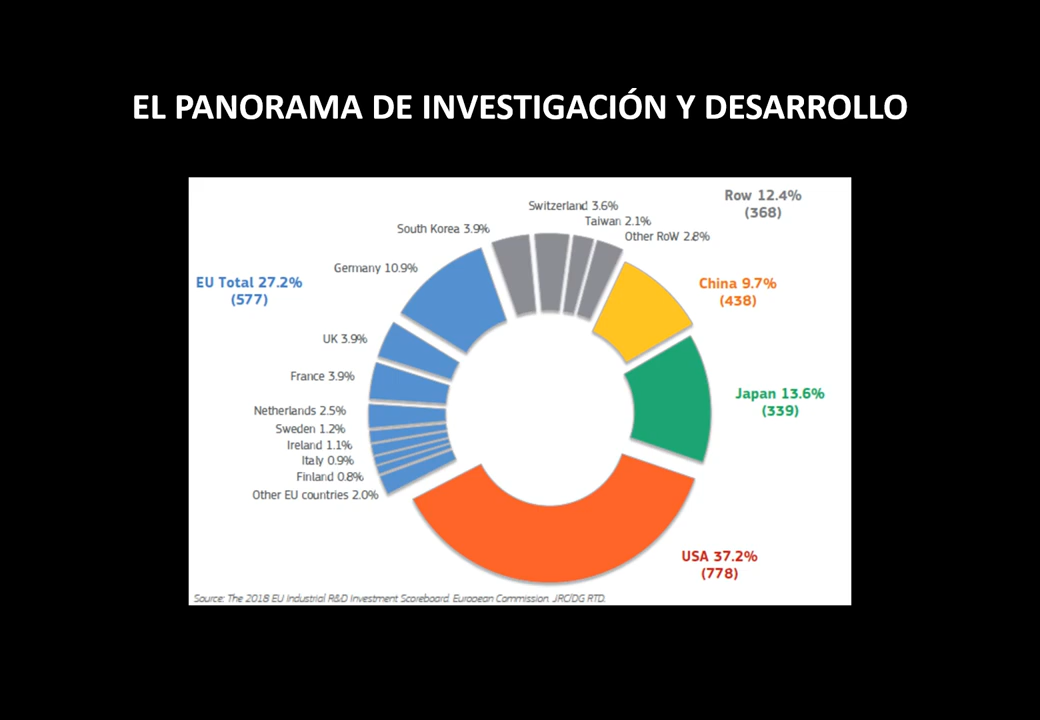 EL PANORAMA DE INVESTIGACIÓN Y DESARROLLO
Row 12.4%
(368)
Switzerland 3.6%
Taiwan 2.1%
South Korea 3.9%
Other RoW 2.8%
Germany 10.9%
EU Total 27.2%
(577)
China 9.7%
(438)
UK 3.9%
France 3.9%
Japan 13.6%
(339)
Netherlands 2.5%
Sweden 1.2%
Ireland 1.1%
Italy 0.9%
Finland 0.8%
Other EU countries 2.0%
USA 37.2%
(778)
Source: The 2018 EU Industrial R&D Investment Scoreboard. European Commission, JRC/DG RTD.